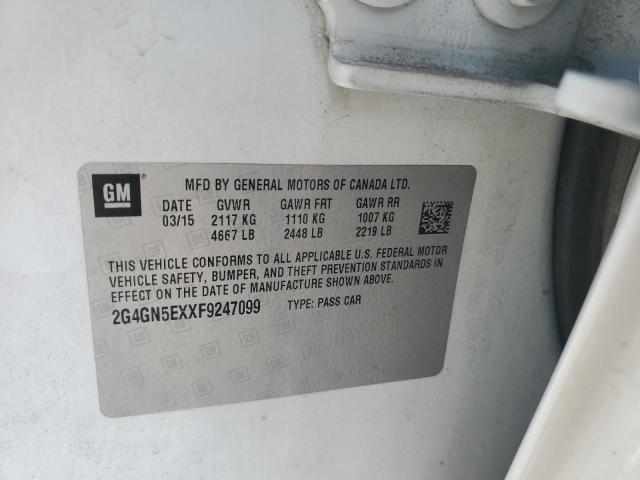 GM
MFD BY GENERAL MOTORS OF CANADA LTD.
DATE GVWR GAWR FRT GAWR RR
03/15 2117 KG 1110 KG 1007 KG
4667 LB 2448 LB 2219 LB
THIS VEHICLE CONFORMS TO ALL APPLICABLE U.S. FEDERAL MOTOR
VEHICLE SAFETY, BUMPER, AND THEFT PREVENTION STANDARDS IN
EFFECT ON THE DATE OF MANUFACTURE SHOWN ABOVE.
2G4GN5EXXF9247099 TYPE: PASS CAR